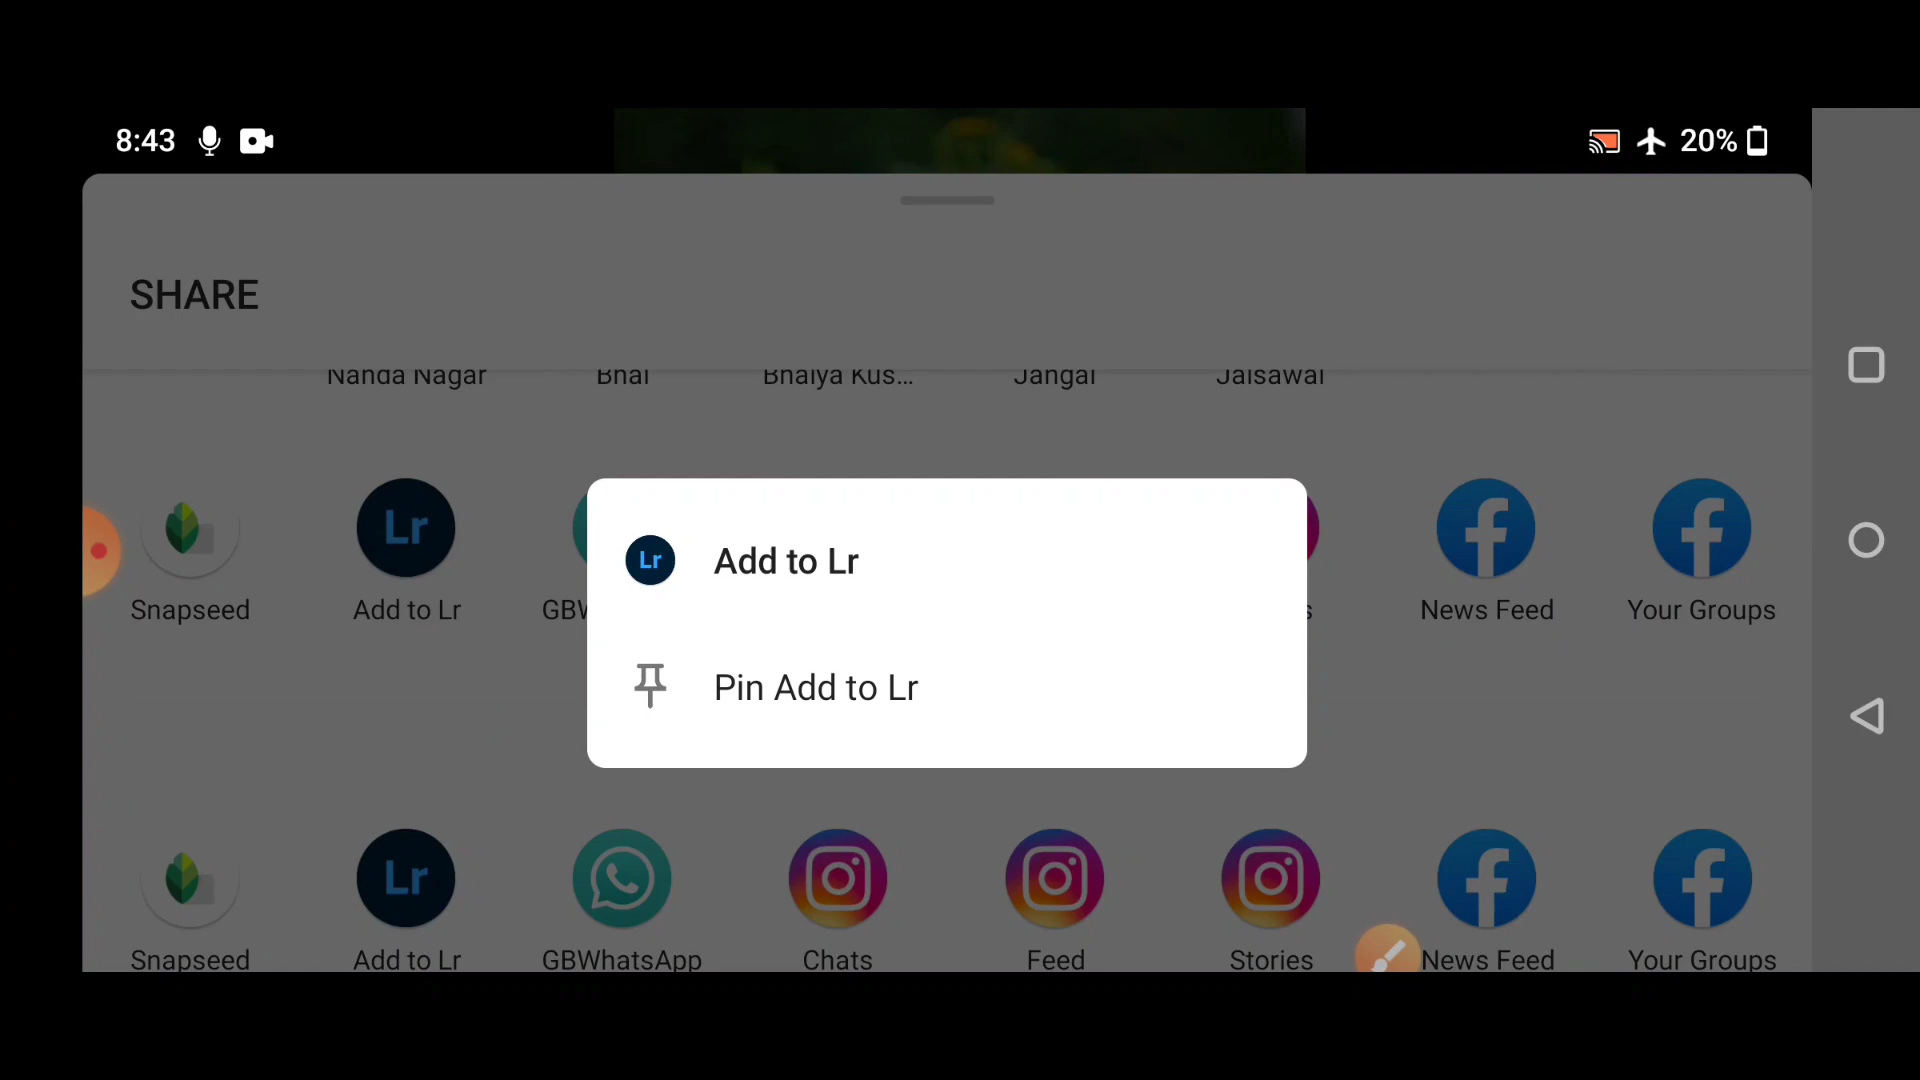 8:43
20%
SHARE
Nanda Nagar Bhai Bhaiya Kus... Jangal Jaisawal
Lr
Lr Add to Lr
Snapseed Add to Lr News Feed Your Groups
Pin Add to Lr
Lr
Snapseed Add to Lr GBWhatsApp Chats Feed Stories News Feed Your Groups